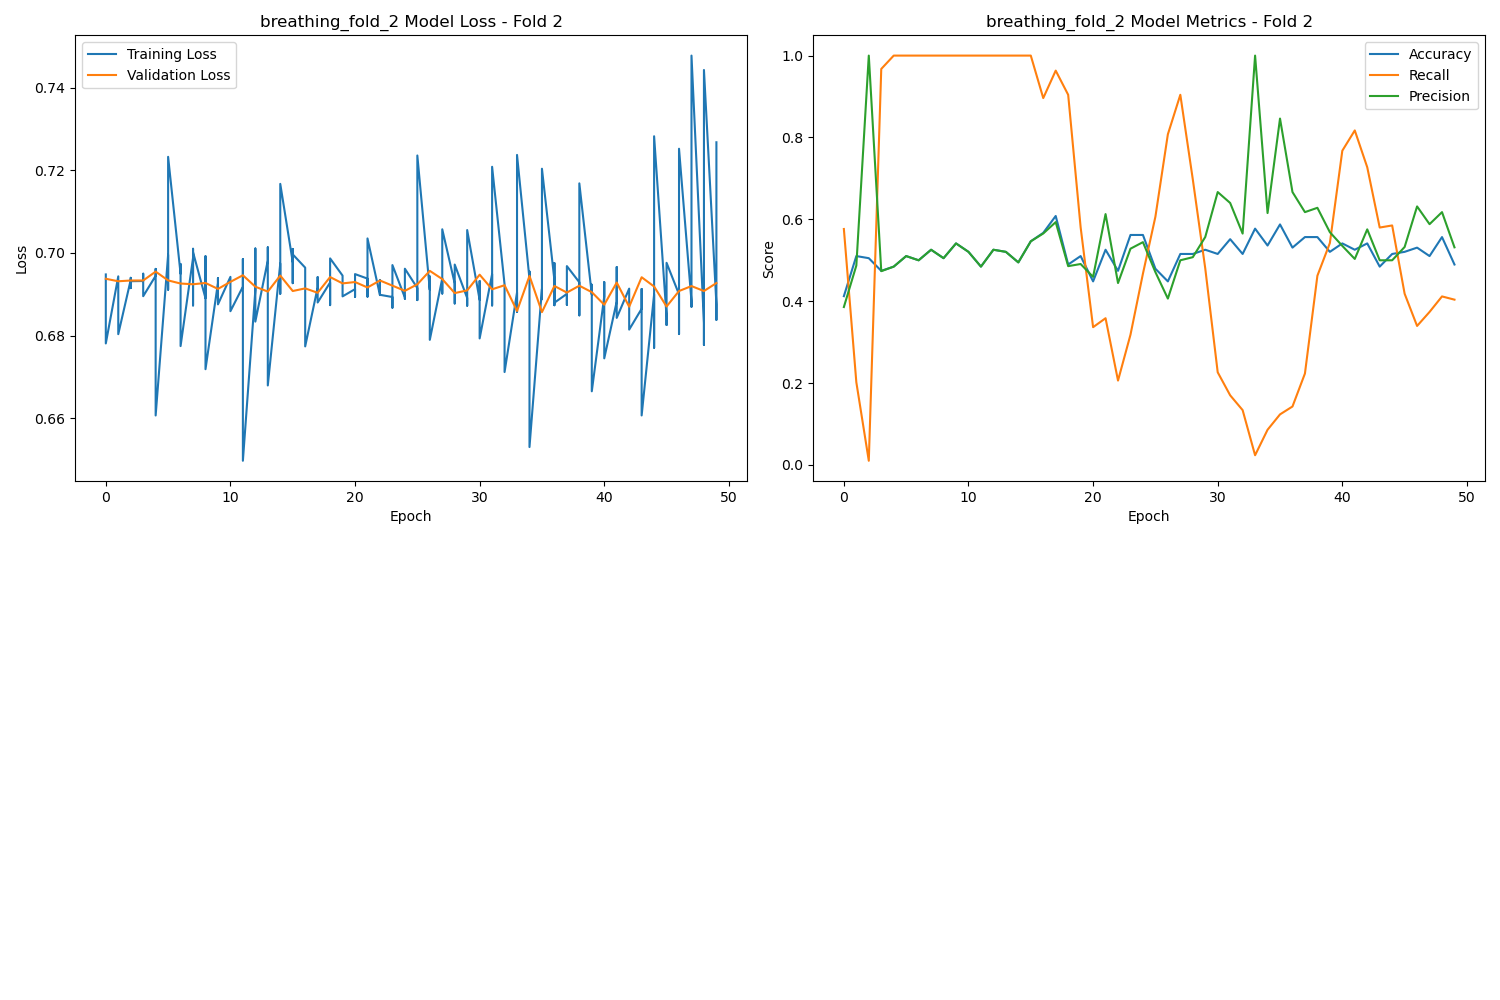 breathing_fold_2 Model Loss - Fold 2
Training Loss
Validation Loss
0.74
0.72
0.70
0.68
0.66
Loss
0
10
20
30
40
50
Epoch
breathing_fold_2 Model Metrics - Fold 2
Accuracy
Recall
Precision
1.0
0.8
0.6
0.4
0.2
0.0
Score
0
10
20
30
40
50
Epoch